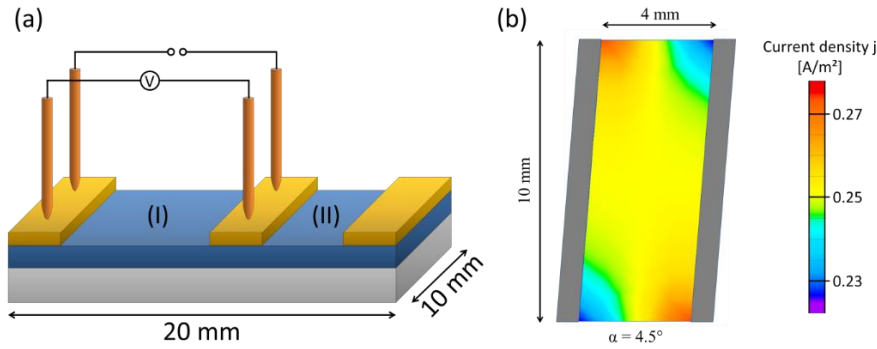 (a)
V
(I)
(II)
10 mm
20 mm
(b)
4 mm
10 mm
α = 4.5°
Current density j
[A/m²]
0.27
0.25
0.23